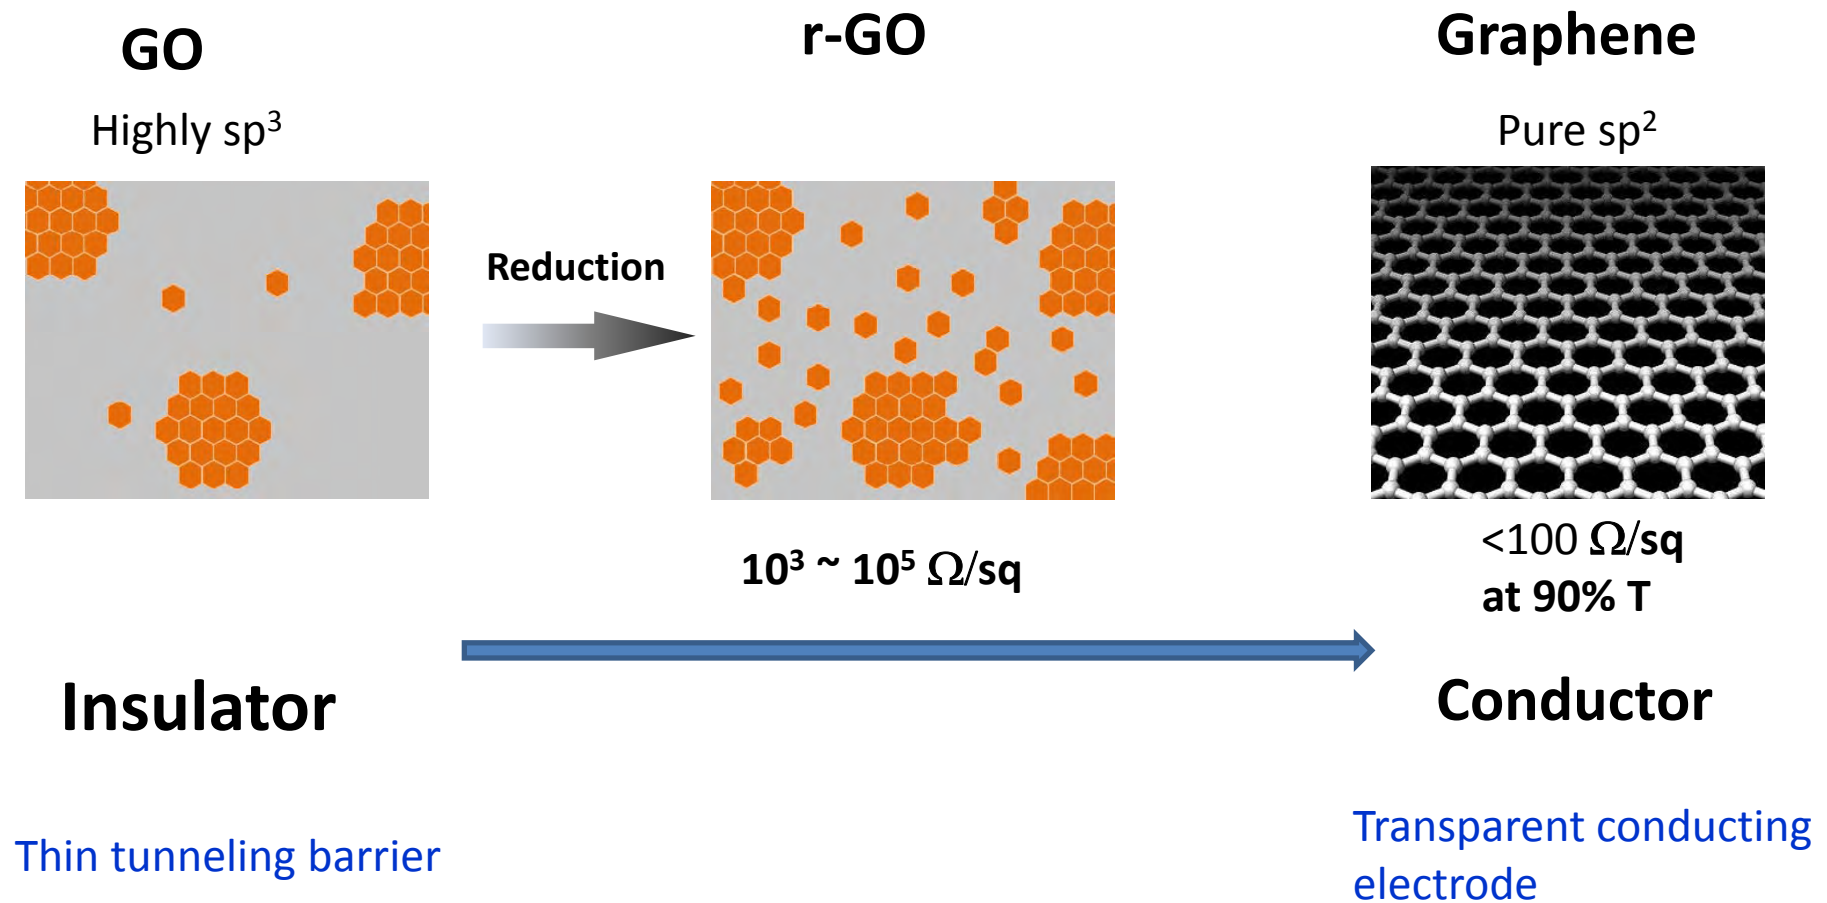 GO
Highly sp³
r-GO
Graphene
Pure sp²
Reduction
10³ ~ 10⁵ Ω/sq
<100 Ω/sq
at 90% T
Insulator
Conductor
Thin tunneling barrier
Transparent conducting
electrode